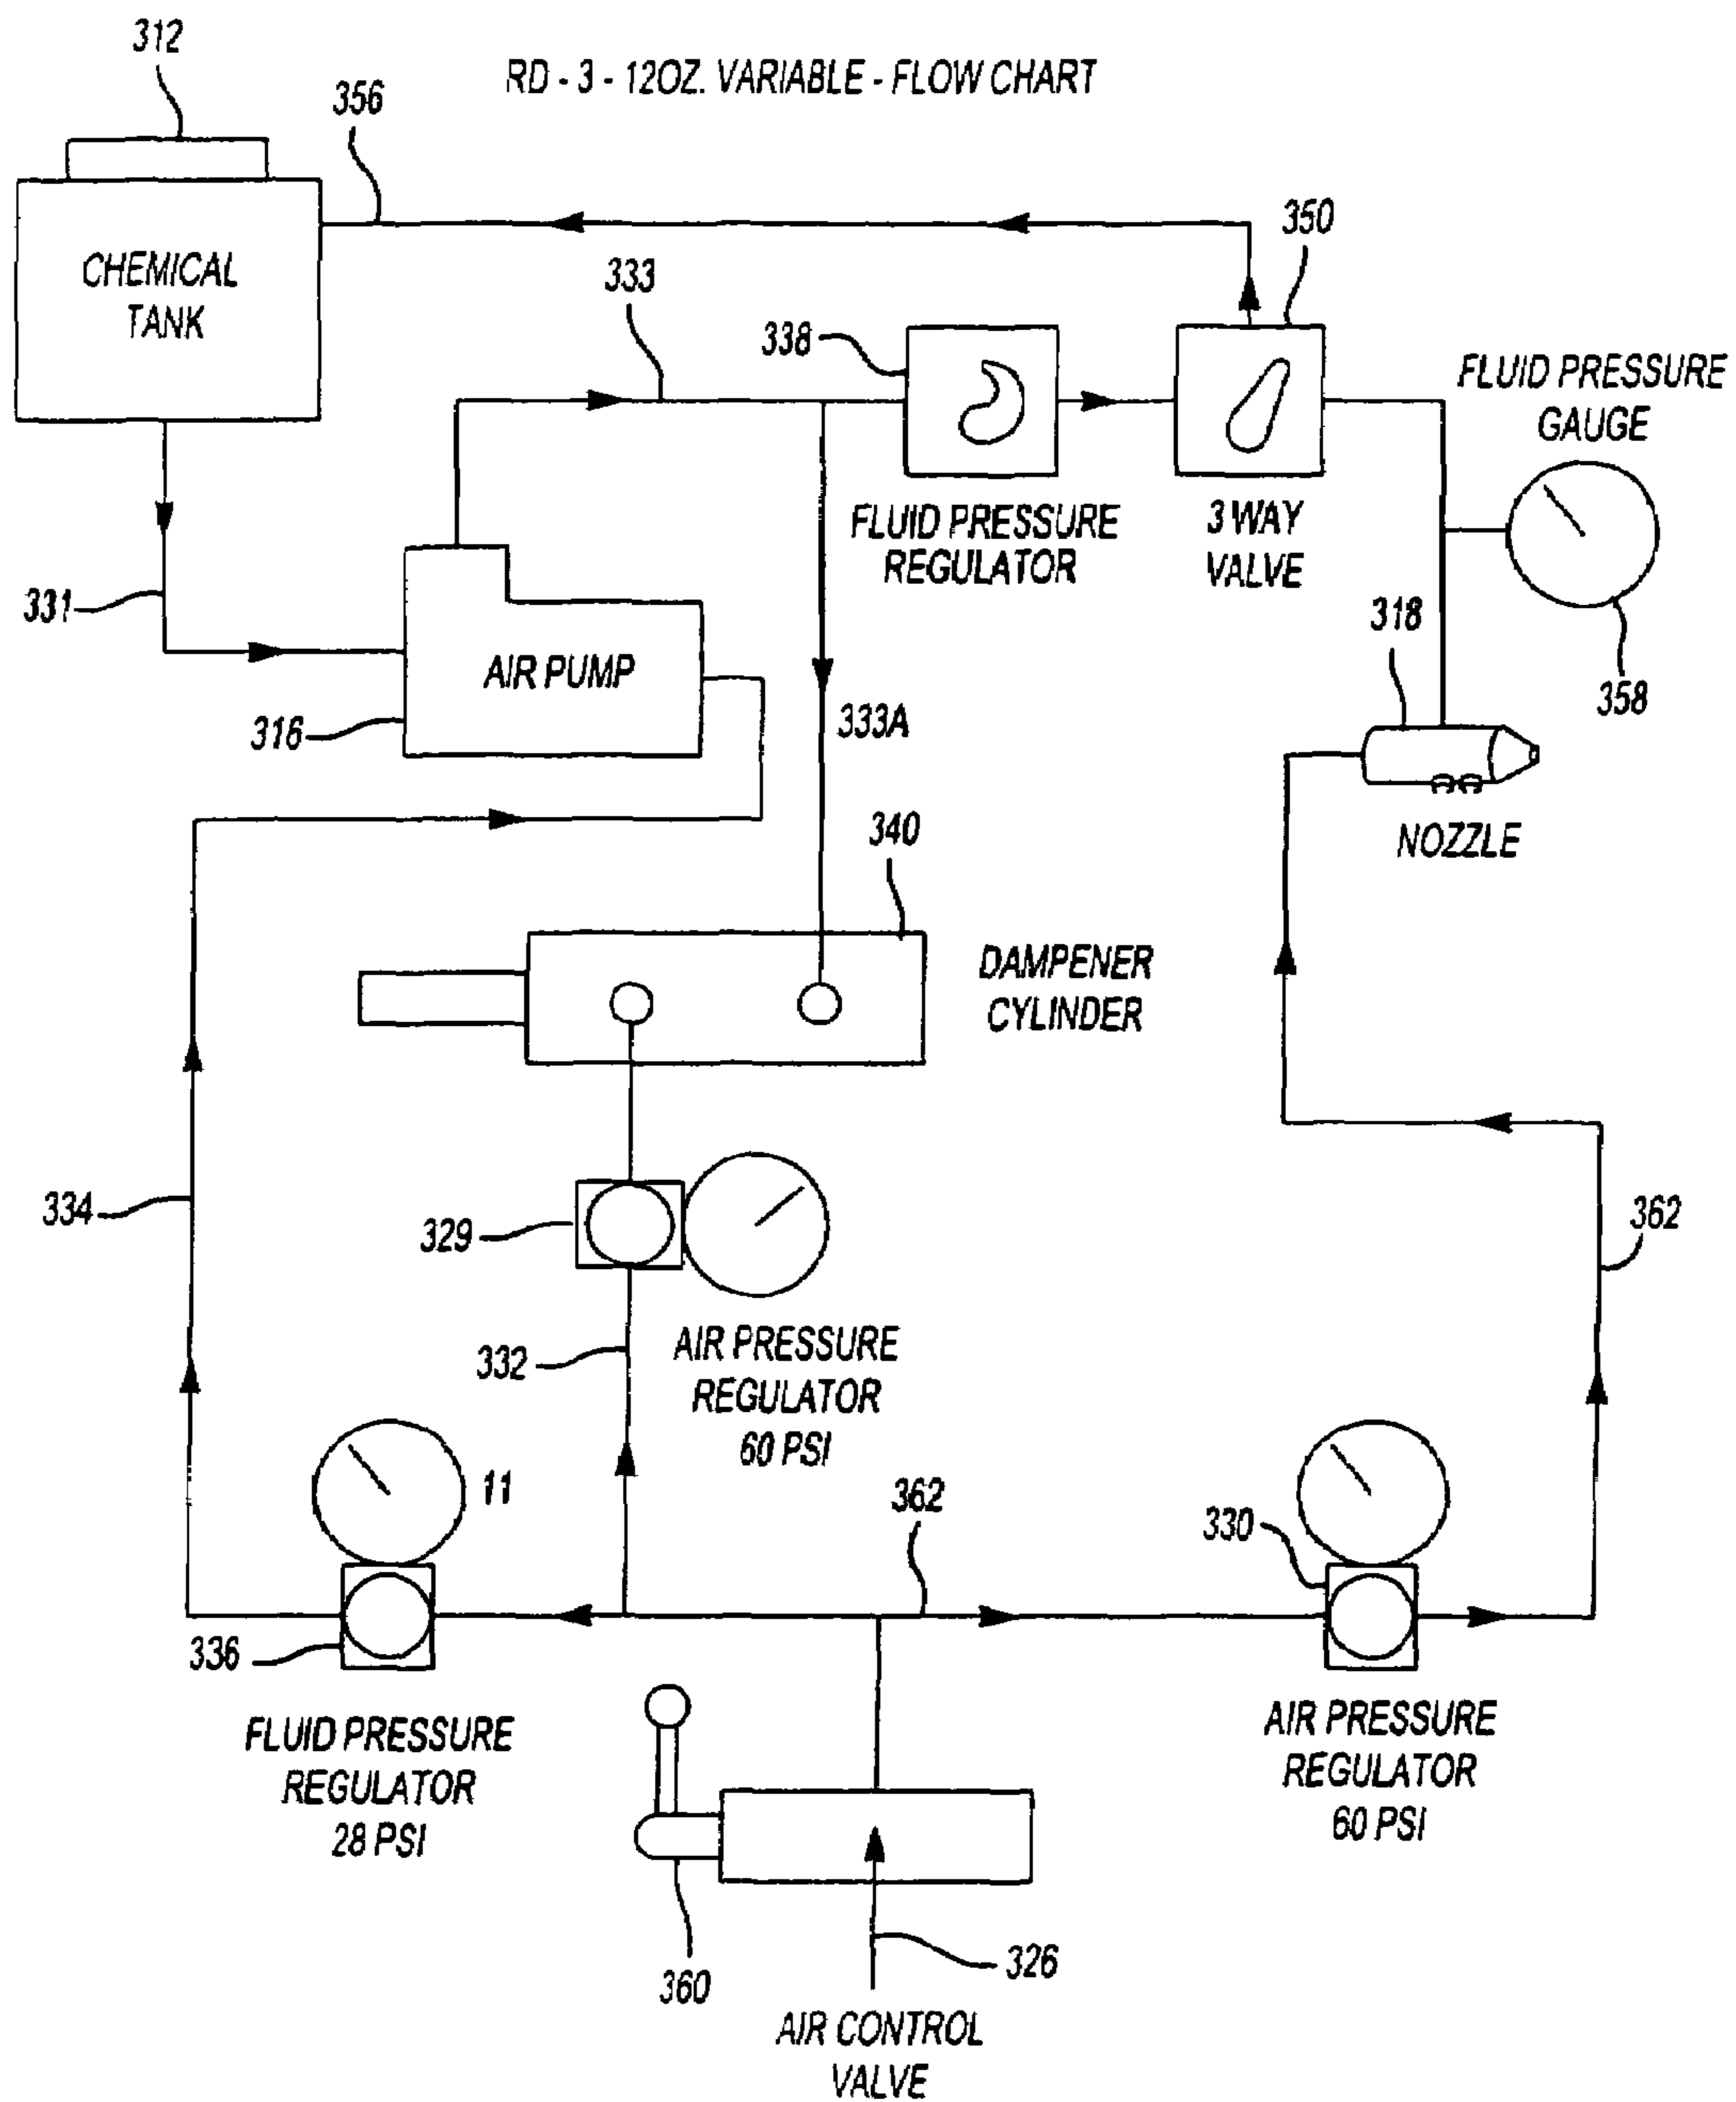 312
RD - 3 - 12OZ. VARIABLE - FLOW CHART
356
350
CHEMICAL
TANK
333
338
FLUID PRESSURE
GAUGE
FLUID PRESSURE
REGULATOR
3 WAY
VALVE
331
318
AIR PUMP
358
316
333A
340
NOZZLE
DAMPENER
CYLINDER
334
329
362
332
AIR PRESSURE
REGULATOR
60 PSI
11
362
330
336
FLUID PRESSURE
REGULATOR
28 PSI
AIR PRESSURE
REGULATOR
60 PSI
326
360
AIR CONTROL
VALVE